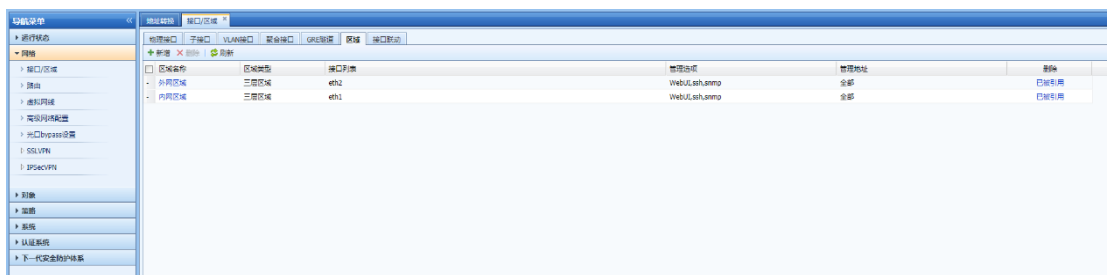 导航菜单 «
地址转换 接口/区域 ×
运行状态
网络
接口/区域
路由
虚拟网线
高级网络配置
光口bypass设置
SSLVPN
IPSecVPN
对象
策略
系统
认证系统
下一代安全防护体系
物理接口 子接口 VLAN接口 聚合接口 GRE隧道 区域 接口联动
新增 删除 刷新
区域名称 区域类型 接口列表 管理选项 管理地址 删除
外网区域 三层区域 eth2 WebUI,ssh,snmp 全部 已被引用
内网区域 三层区域 eth1 WebUI,ssh,snmp 全部 已被引用